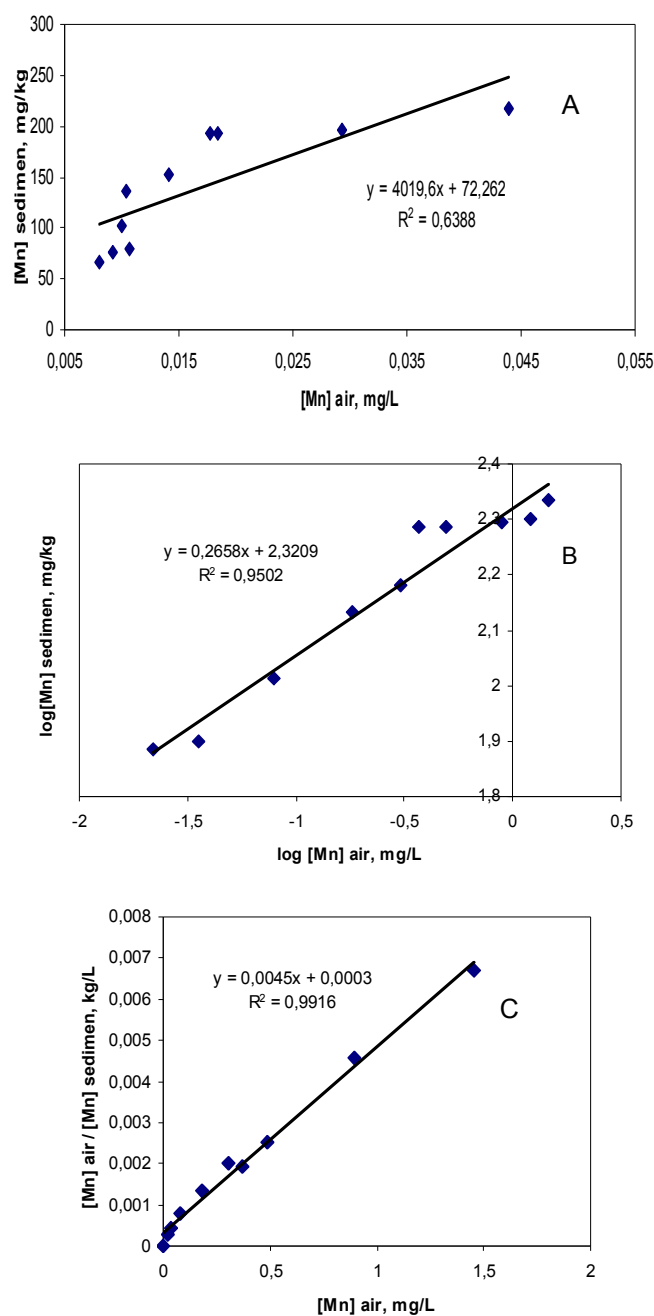 300
250
200
150
100
50
0
[Mn] sedimen, mg/kg
A
y = 4019,6x + 72,262
R² = 0,6388
0,005 0,015 0,025 0,035 0,045 0,055
[Mn] air, mg/L
2,4
2,3
2,2
2,1
2
1,9
1,8
log[Mn] sedimen, mg/kg
y = 0,2658x + 2,3209
R² = 0,9502
B
-2 -1,5 -1 -0,5 0 0,5
log [Mn] air, mg/L
0,008
0,007
0,006
0,005
0,004
0,003
0,002
0,001
0
[Mn] air / [Mn] sedimen, kg/L
y = 0,0045x + 0,0003
R² = 0,9916
C
0 0,5 1 1,5 2
[Mn] air, mg/L